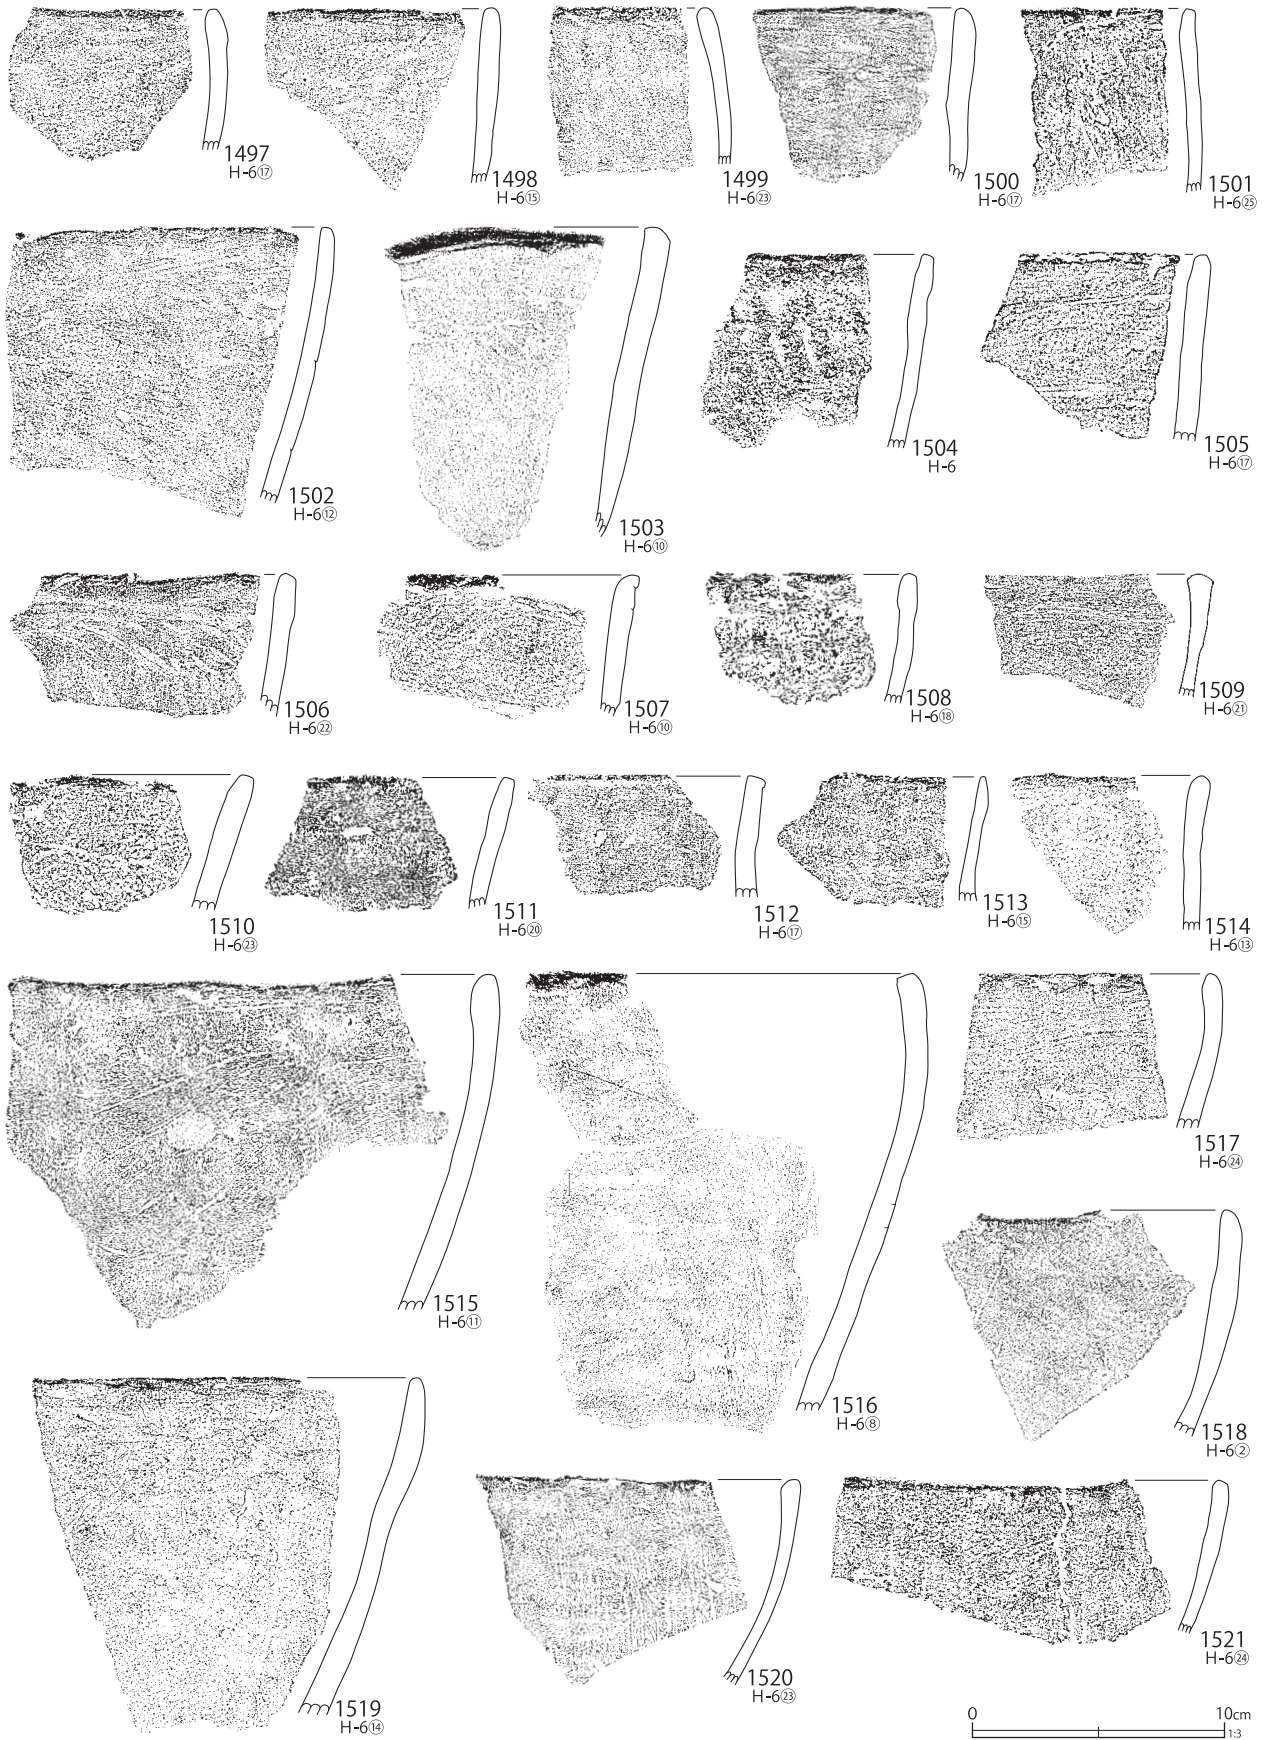 1497
H-6⑰
1498
H-6⑮
1499
H-6㉓
1500
H-6⑰
1501
H-6㉕
1502
H-6⑫
1503
H-6⑩
1504
H-6
1505
H-6⑰
1506
H-6㉒
1507
H-6⑩
1508
H-6⑱
1509
H-6㉑
1510
H-6㉓
1511
H-6⑳
1512
H-6⑰
1513
H-6⑮
1514
H-6⑬
1515
H-6⑪
1516
H-6⑧
1517
H-6㉔
1518
H-6②
1519
H-6⑭
1520
H-6㉓
1521
H-6㉔
0 10cm
1:3